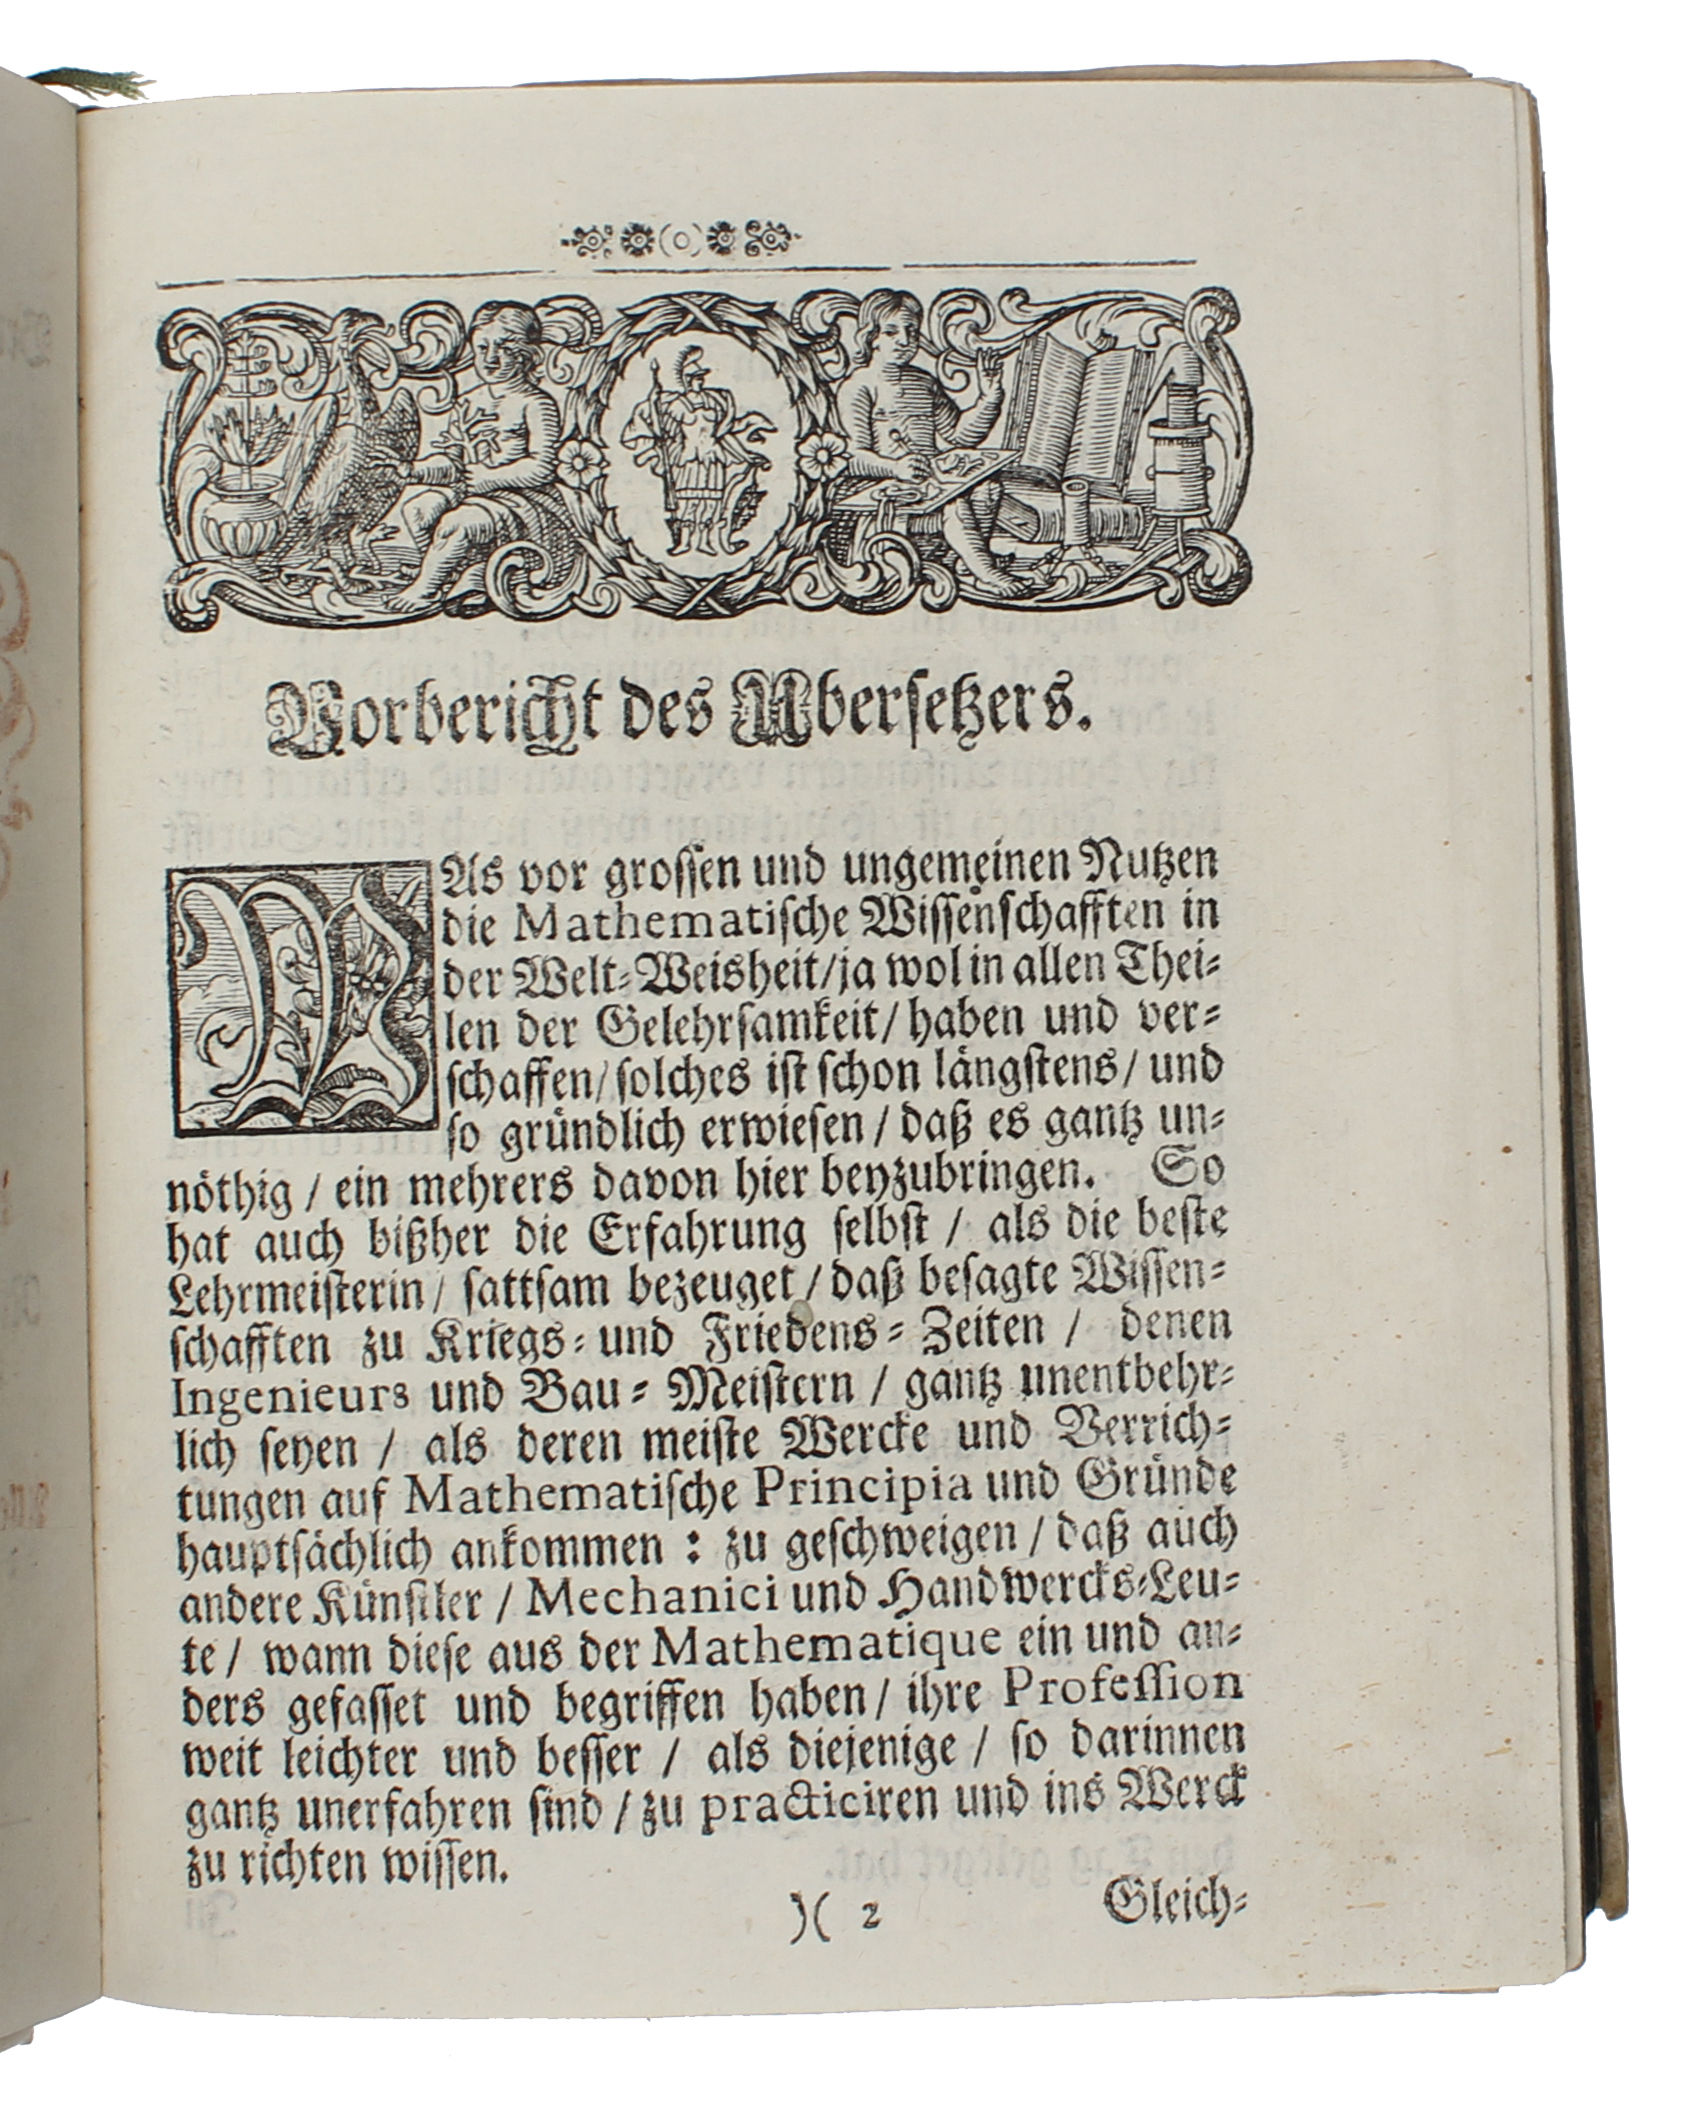 Vorbericht des Ubersetzers.
WAs vor grossen und ungemeinen Nutzen
die Mathematische Wissenschafften in
der Welt-Weisheit/ja wol in allen Thei-
len der Gelehrsamkeit/ haben und ver-
schaffen/ solches ist schon längstens/ und
so gründlich erwiesen / daß es gantz un-
nöthig / ein mehrers davon hier beyzubringen. So
hat auch bißher die Erfahrung selbst / als die beste
Lehrmeisterin/ sattsam bezeuget / daß besagte Wissen-
schafften zu Kriegs- und Friedens- Zeiten / denen
Ingenieurs und Bau- Meistern / gantz unentbehr-
lich seyen / als deren meiste Wercke und Verrich-
tungen auf Mathematische Principia und Gründe
hauptsächlich ankommen : zu geschweigen / daß auch
andere Künstler / Mechanici und Handwercks-Leu-
te / wann diese aus der Mathematique ein und an-
ders gefasset und begriffen haben/ ihre Profession
weit leichter und besser / als diejenige / so darinnen
gantz unerfahren sind / zu practiciren und ins Werck
zu richten wissen.
)( 2 Gleich-